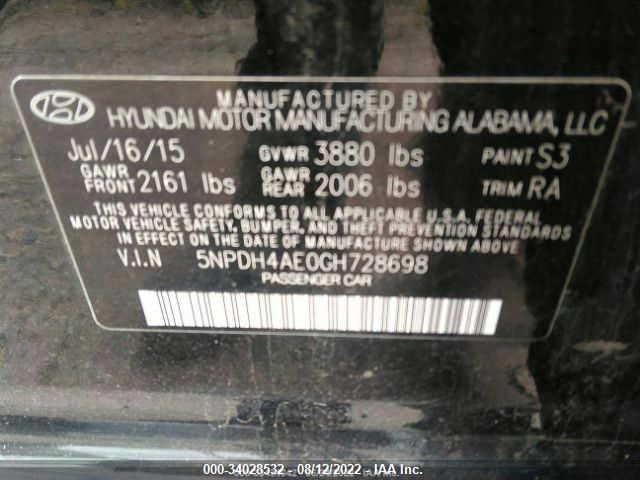 MANUFACTURED BY
HYUNDAI MOTOR MANUFACTURING ALABAMA, LLC
Jul/16/15 GVWR 3880 lbs PAINT S3
GAWR FRONT 2161 lbs GAWR REAR 2006 lbs TRIM RA
THIS VEHICLE CONFORMS TO ALL APPLICABLE U.S.A. FEDERAL
MOTOR VEHICLE SAFETY, BUMPER, AND THEFT PREVENTION STANDARDS
IN EFFECT ON THE DATE OF MANUFACTURE SHOWN ABOVE.
V.I.N 5NPDH4AE0GH728698
PASSENGER CAR
000-34028532 - 08/12/2022 - IAA Inc.